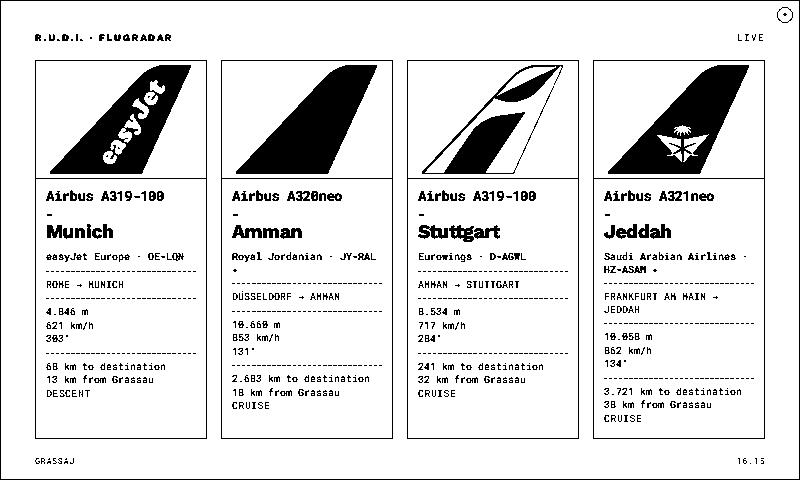 R.U.D.I. · FLUGRADAR
LIVE
easyJet
Airbus A319-100
-
Munich
easyJet Europe · OE-LQN
ROME → MUNICH
4.846 m
621 km/h
303°
68 km to destination
13 km from Grassau
DESCENT
Airbus A320neo
-
Amman
Royal Jordanian · JY-RAL
✦
DÜSSELDORF → AMMAN
10.660 m
853 km/h
131°
2.683 km to destination
18 km from Grassau
CRUISE
Airbus A319-100
-
Stuttgart
Eurowings · D-AGWL
AMMAN → STUTTGART
8.534 m
717 km/h
284°
241 km to destination
32 km from Grassau
CRUISE
Airbus A321neo
-
Jeddah
Saudi Arabian Airlines ·
HZ-ASAM ✦
FRANKFURT AM MAIN →
JEDDAH
10.058 m
862 km/h
134°
3.721 km to destination
38 km from Grassau
CRUISE
GRASSAU
16.15